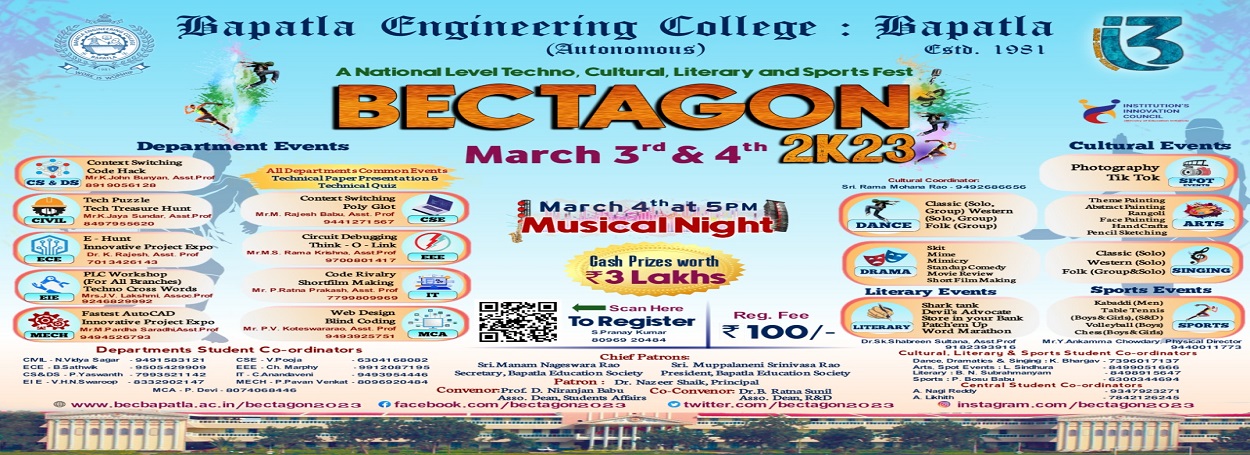 Bapatla Engineering College : Bapatla
(Autonomous)
Estd. 1981
A National Level Techno, Cultural, Literary and Sports Fest
BECTAGON
2K23
March 3rd & 4th
INSTITUTION'S
INNOVATION
COUNCIL
Department Events
Context Switching
Code Hack
Mr.K.John Bunyan, Asst.Prof
8919056128
CS & DS
All Departments Common Events
Technical Paper Presentation &
Technical Quiz
Tech Puzzle
Tech Treasure Hunt
Mr.K.Jaya Sundar, Asst.Prof
8497955620
CIVIL
Context Switching
Poly Glot
Mr.M. Rajesh Babu, Asst. Prof
9441271567
CSE
E - Hunt
Innovative Project Expo
Dr. K. Rajesh, Asst.Prof
7013426143
ECE
Circuit Debugging
Think - O - Link
Mr.M.S. Rama Krishna, Asst.Prof
9700801417
EEE
PLC Workshop
(For All Branches)
Techno Cross Words
Mrs.J.V. Lakshmi, Assoc.Prof
9246829992
EIE
Code Rivalry
Shortfilm Making
Mr. P.Ratna Prakash, Asst. Prof
7799809969
IT
Fastest AutoCAD
Innovative Project Expo
Mr.M.Pardha Saradhi,Asst.Prof
9494526793
MECH
Web Design
Blind Coding
Mr. P.V. Koteswararao, Asst. Prof
9493925751
MCA
March 4th at 5PM
Musical Night
Cash Prizes worth
₹3 Lakhs
Scan Here
To Register
S.Pranay Kumar
80969 20484
Reg. Fee
₹ 100/-
Cultural Events
Cultural Coordinator:
Sri. Rama Mohana Rao - 9492686656
Photography
Tik Tok
SPOT
EVENTS
DANCE
Classic (Solo,
Group) Western
(Solo, Group)
Folk (Group)
Theme Painting
Abstract Painting
Rangoli
Face Painting
HandCrafts
Pencil Sketching
ARTS
DRAMA
Skit
Mime
Mimicry
Standup Comedy
Movie Review
Short Film Making
Classic (Solo)
Western (Solo)
Folk (Group&Solo)
SINGING
Literary Events
LITERARY
Shark tank
Devil's Advocate
Store in your Bank
Patch'em Up
Word Marathon
Dr.Sk.Shabreen Sultana, Asst.Prof
9182393916
Sports Events
Kabaddi (Men)
Table Tennis
(Boys & Girls), (S&D)
Volleyball (Boys)
Chess (Boys & Girls)
SPORTS
Mr.Y.Ankamma Chowdary, Physical Director
9440011773
Departments Student Co-ordinators
CIVIL - N.Vidya Sagar - 9491583121
CSE - V.Pooja - 6304168082
ECE - B.Sathwik - 9505429909
EEE - Ch. Marphy - 9912087195
CS&DS - P.Yaswanth - 7993521142
IT - C.Anandaveni - 9493954446
EI E - V.H.N.Swaroop - 8332902147
MECH - P.Pavan Venkat - 8096920484
MCA - P. Devi - 8074068446
Chief Patrons:
Sri.Manam Nageswara Rao
Secretary, Bapatla Education Society
Sri. Muppalaneni Srinivasa Rao
President, Bapatla Education Society
Patron : Dr. Nazeer Shaik, Principal
Convenor:Prof. D. Niranjan Babu
Asso. Dean, Students Affairs
Co-Convenor:Dr.B. Ratna Sunil
Asso. Dean, R&D
Cultural, Literary & Sports Student Co-ordinators
Dance, Dramatics & Singing : K. Bhargav - 7396017137
Arts, Spot Events : L. Sindhura - 8499051666
Literary : B. N. Subrahmanyam - 8498915647
Sports : P. Bosu Babu - 6300344694
Central Student Co-ordinators
A. Nagi Reddy - 9347923271
A. Likhith - 7842126245
www.becbapatla.ac.in/bectagon2023
facebook.com/bectagon2023
twitter.com/bectagon2023
instagram.com/bectagon2023